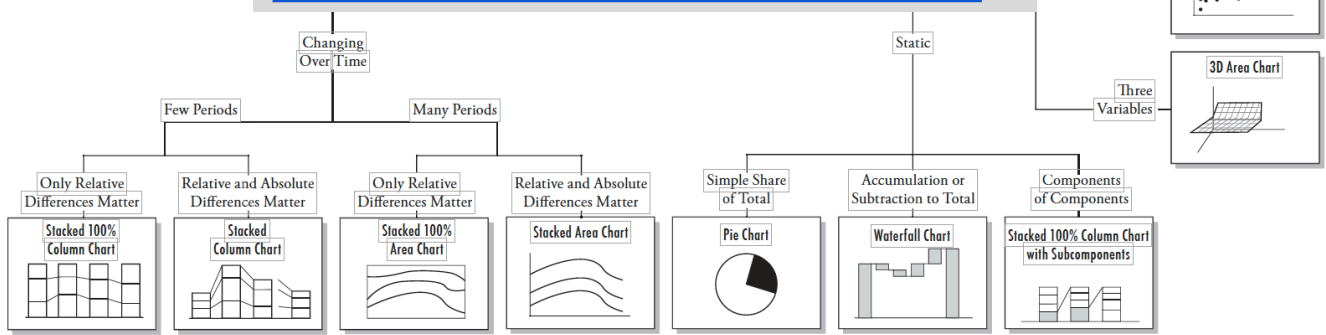 Changing
Over Time
Static
3D Area Chart
Three
Variables
Few Periods
Many Periods
Only Relative
Differences Matter
Relative and Absolute
Differences Matter
Only Relative
Differences Matter
Relative and Absolute
Differences Matter
Simple Share
of Total
Accumulation or
Subtraction to Total
Components
of Components
Stacked 100%
Column Chart
Stacked
Column Chart
Stacked 100%
Area Chart
Stacked Area Chart
Pie Chart
Waterfall Chart
Stacked 100% Column Chart
with Subcomponents